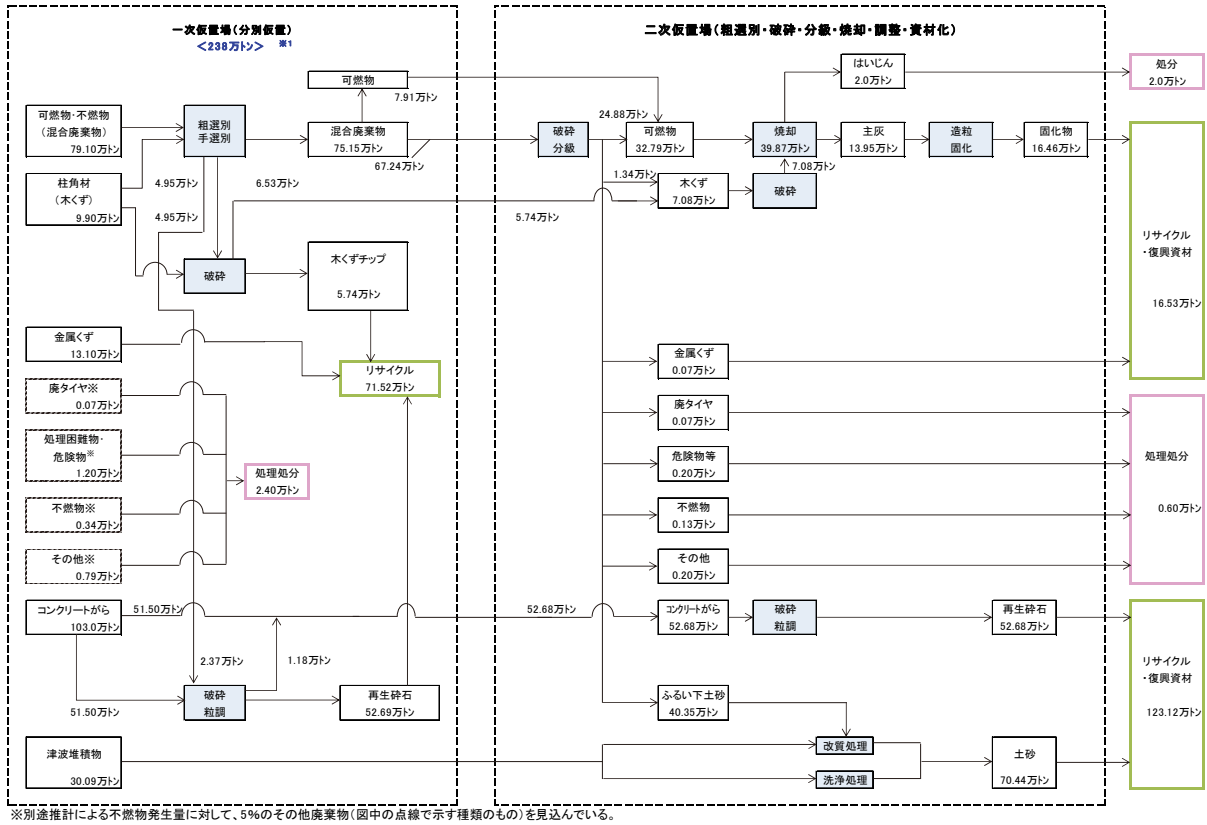 一次仮置場(分別仮置)
<238万トン> ※1
可燃物・不燃物
(混合廃棄物)
79.10万トン
柱角材
(木くず)
9.90万トン
粗選別
手選別
4.95万トン
4.95万トン
6.53万トン
可燃物
7.91万トン
混合廃棄物
75.15万トン
67.24万トン
破砕
木くずチップ
5.74万トン
金属くず
13.10万トン
リサイクル
71.52万トン
廃タイヤ※
0.07万トン
処理困難物・
危険物※
1.20万トン
処理処分
2.40万トン
不燃物※
0.34万トン
その他※
0.79万トン
コンクリートがら
103.0万トン
51.50万トン
51.50万トン
2.37万トン
1.18万トン
破砕
粒調
再生砕石
52.69万トン
津波堆積物
30.09万トン
二次仮置場(粗選別・破砕・分級・焼却・調整・資材化)
破砕
分級
24.88万トン
可燃物
32.79万トン
焼却
39.87万トン
はいじん
2.0万トン
処分
2.0万トン
主灰
13.95万トン
造粒
固化
固化物
16.46万トン
1.34万トン
木くず
7.08万トン
破砕
7.08万トン
5.74万トン
リサイクル
・復興資材
16.53万トン
金属くず
0.07万トン
廃タイヤ
0.07万トン
危険物等
0.20万トン
不燃物
0.13万トン
その他
0.20万トン
処理処分
0.60万トン
52.68万トン
コンクリートがら
52.68万トン
破砕
粒調
再生砕石
52.68万トン
ふるい下土砂
40.35万トン
改質処理
洗浄処理
土砂
70.44万トン
リサイクル
・復興資材
123.12万トン
※別途推計による不燃物発生量に対して、5%のその他廃棄物(図中の点線で示す種類のもの)を見込んでいる。